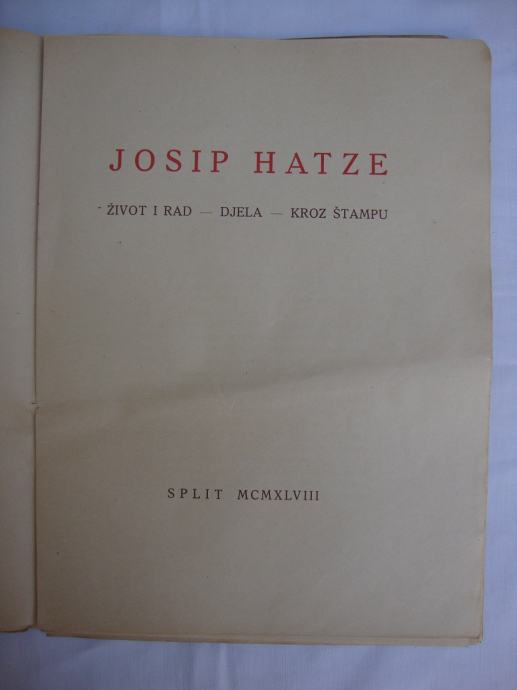 JOSIP HATZE
ŽIVOT I RAD — DJELA — KROZ ŠTAMPU
SPLIT MCMXLVIII